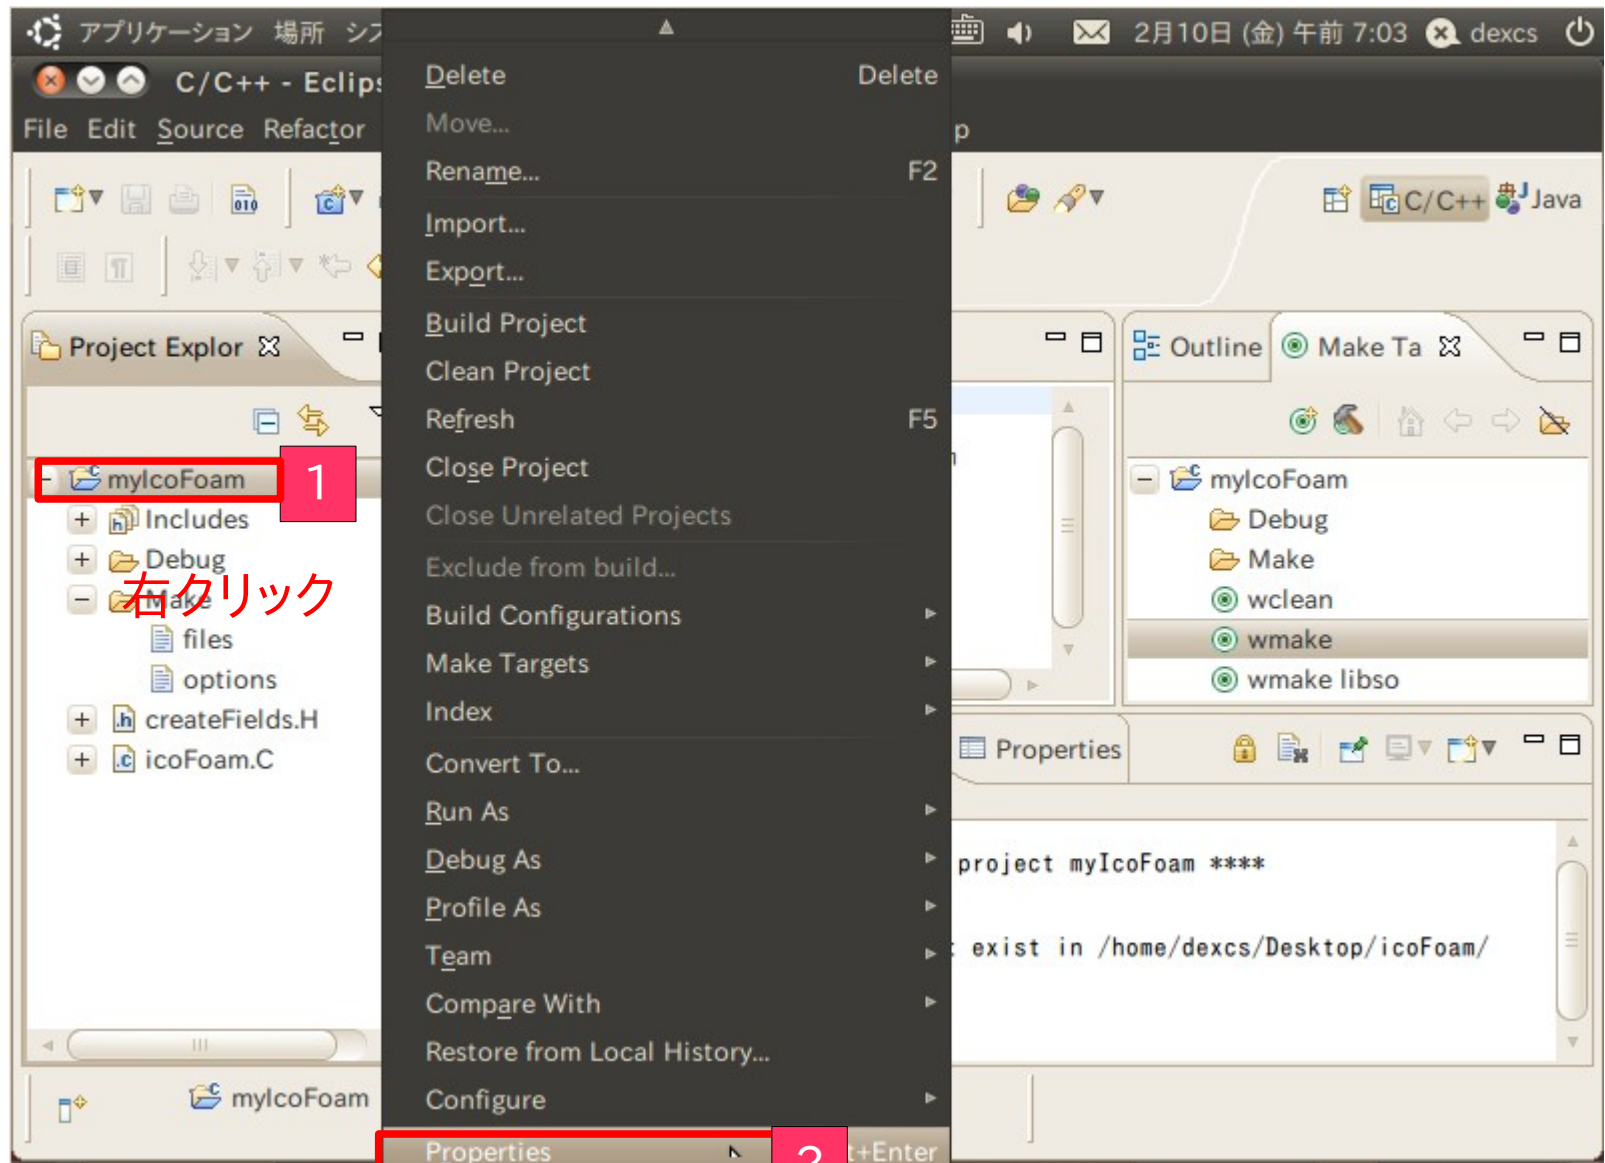 アプリケーション 場所 シス
2月10日 (金) 午前 7:03 dexcs
C/C++ - Eclips
File Edit Source Refactor
p
C/C++ Java
Delete Delete
Move...
Rename... F2
Import...
Export...
Build Project
Clean Project
Refresh F5
Close Project
Close Unrelated Projects
Exclude from build...
Build Configurations
Make Targets
Index
Convert To...
Run As
Debug As
Profile As
Team
Compare With
Restore from Local History...
Configure
Properties
t+Enter
Project Explor
myIcoFoam
1
Includes
Debug
Make
右クリック
files
options
createFields.H
icoFoam.C
myIcoFoam
Outline Make Ta
myIcoFoam
Debug
Make
wclean
wmake
wmake libso
Properties
project myIcoFoam ****
exist in /home/dexcs/Desktop/icoFoam/